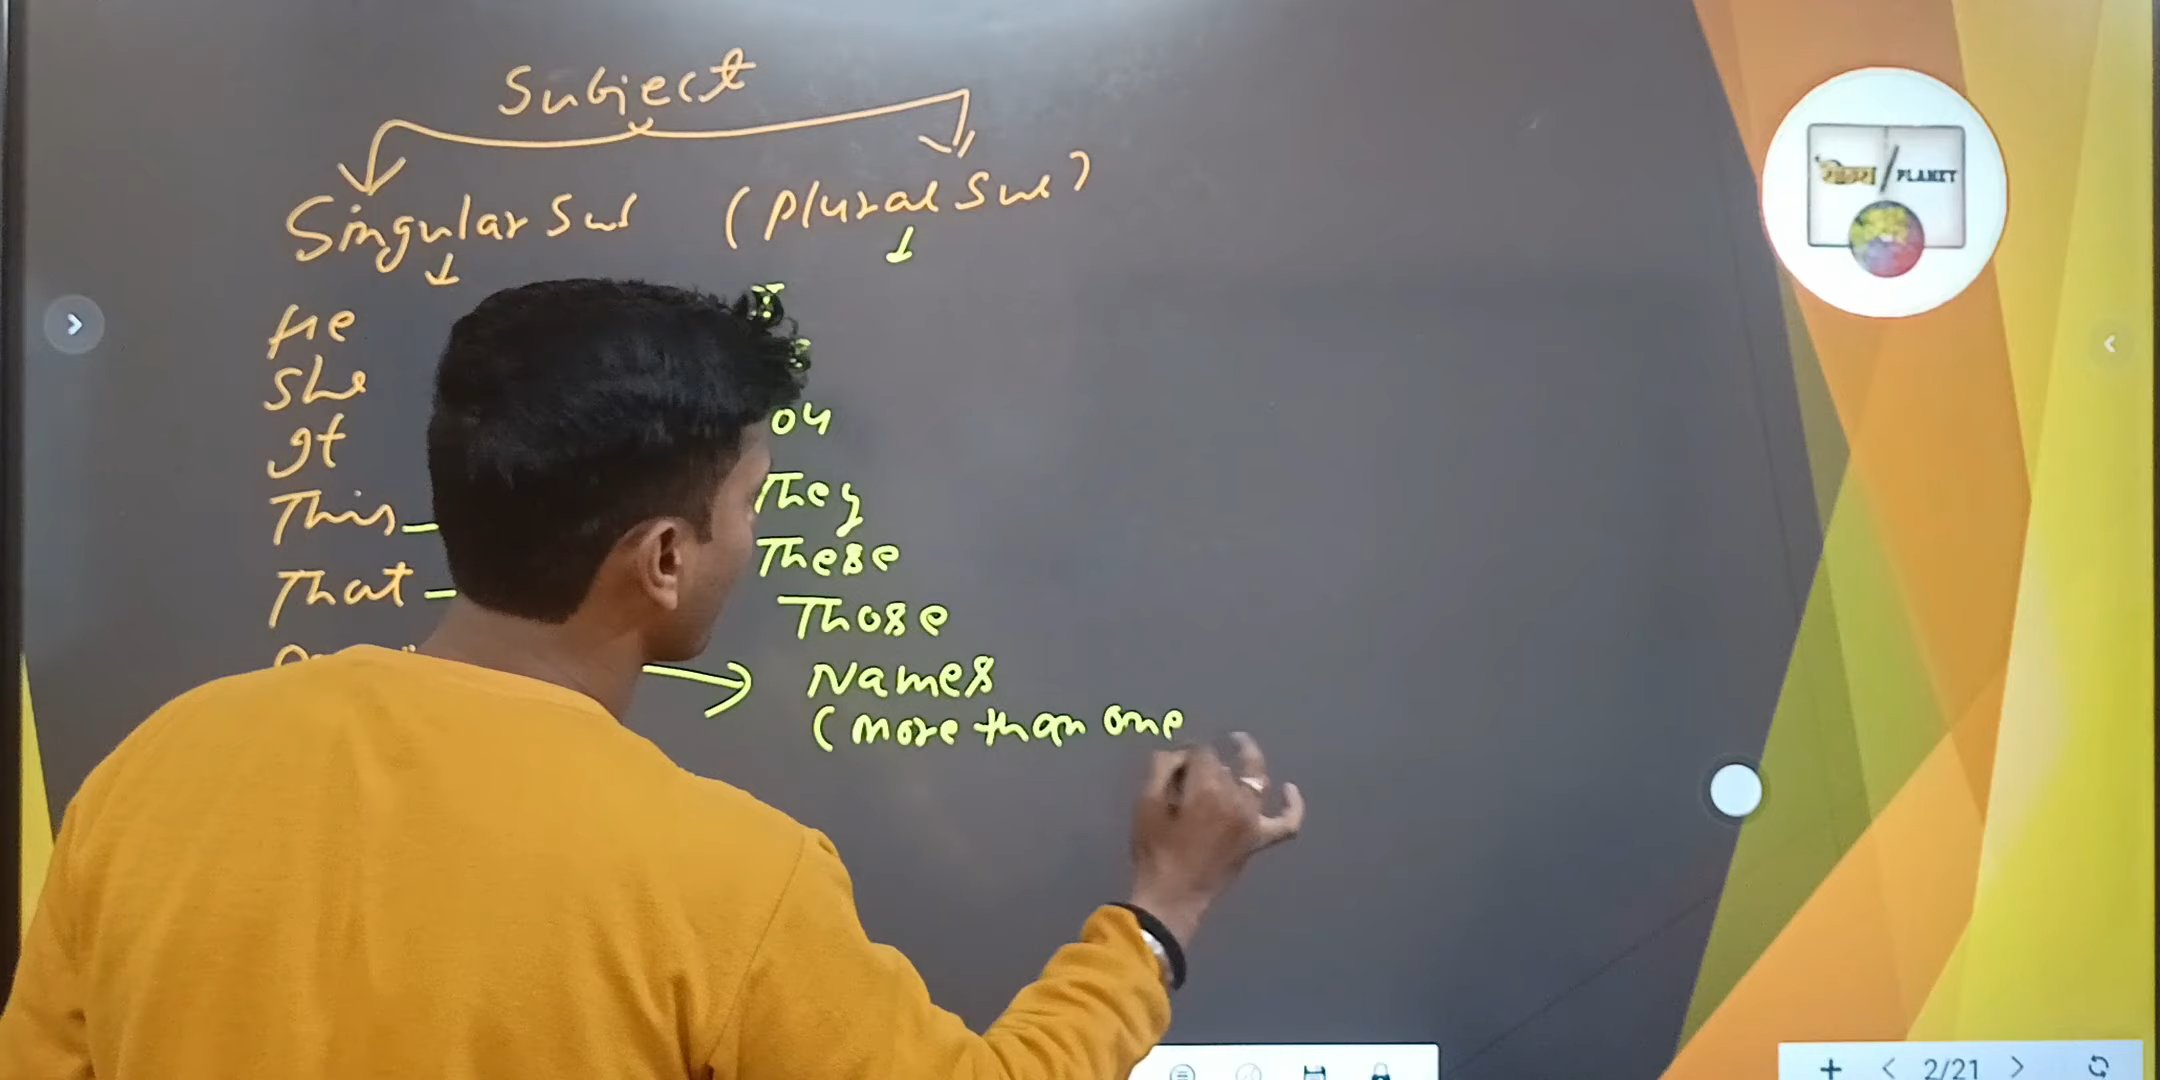 Subject
Singular Sub (Plural Sub)
He
She
It
This
That
ou
They
These
Those
Names
(more than one
PLANET
2/21